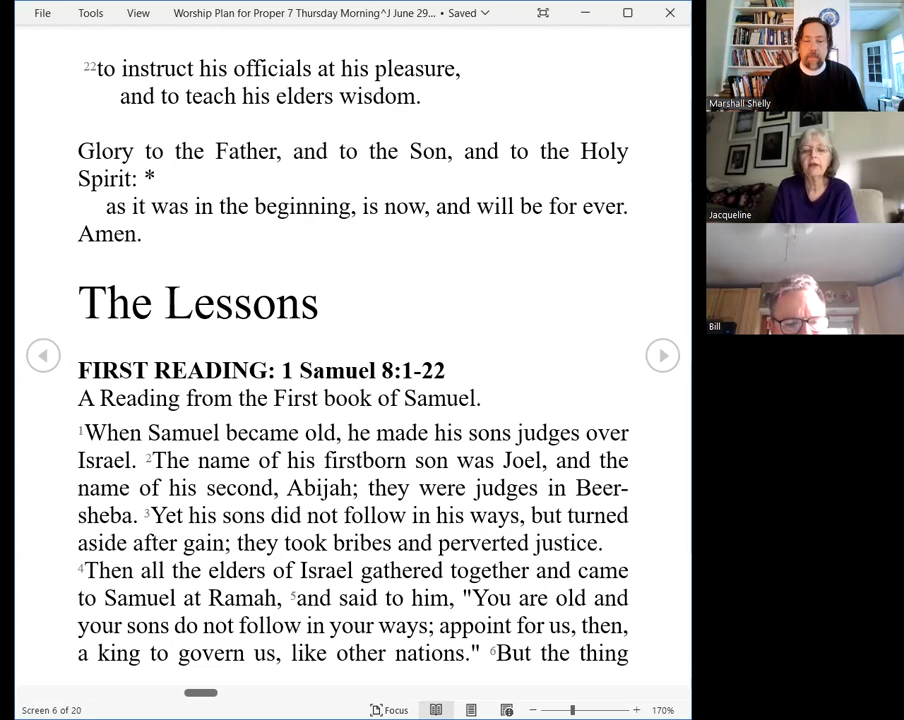 File Tools View Worship Plan for Proper 7 Thursday Morning^J June 29... • Saved
22to instruct his officials at his pleasure,
and to teach his elders wisdom.
Glory to the Father, and to the Son, and to the Holy
Spirit: *
as it was in the beginning, is now, and will be for ever.
Amen.
The Lessons
FIRST READING: 1 Samuel 8:1-22
A Reading from the First book of Samuel.
1When Samuel became old, he made his sons judges over
Israel. 2The name of his firstborn son was Joel, and the
name of his second, Abijah; they were judges in Beer-
sheba. 3Yet his sons did not follow in his ways, but turned
aside after gain; they took bribes and perverted justice.
4Then all the elders of Israel gathered together and came
to Samuel at Ramah, 5and said to him, "You are old and
your sons do not follow in your ways; appoint for us, then,
a king to govern us, like other nations." 6But the thing
Screen 6 of 20 Focus 170%
Marshall Shelly
Jacqueline
Bill